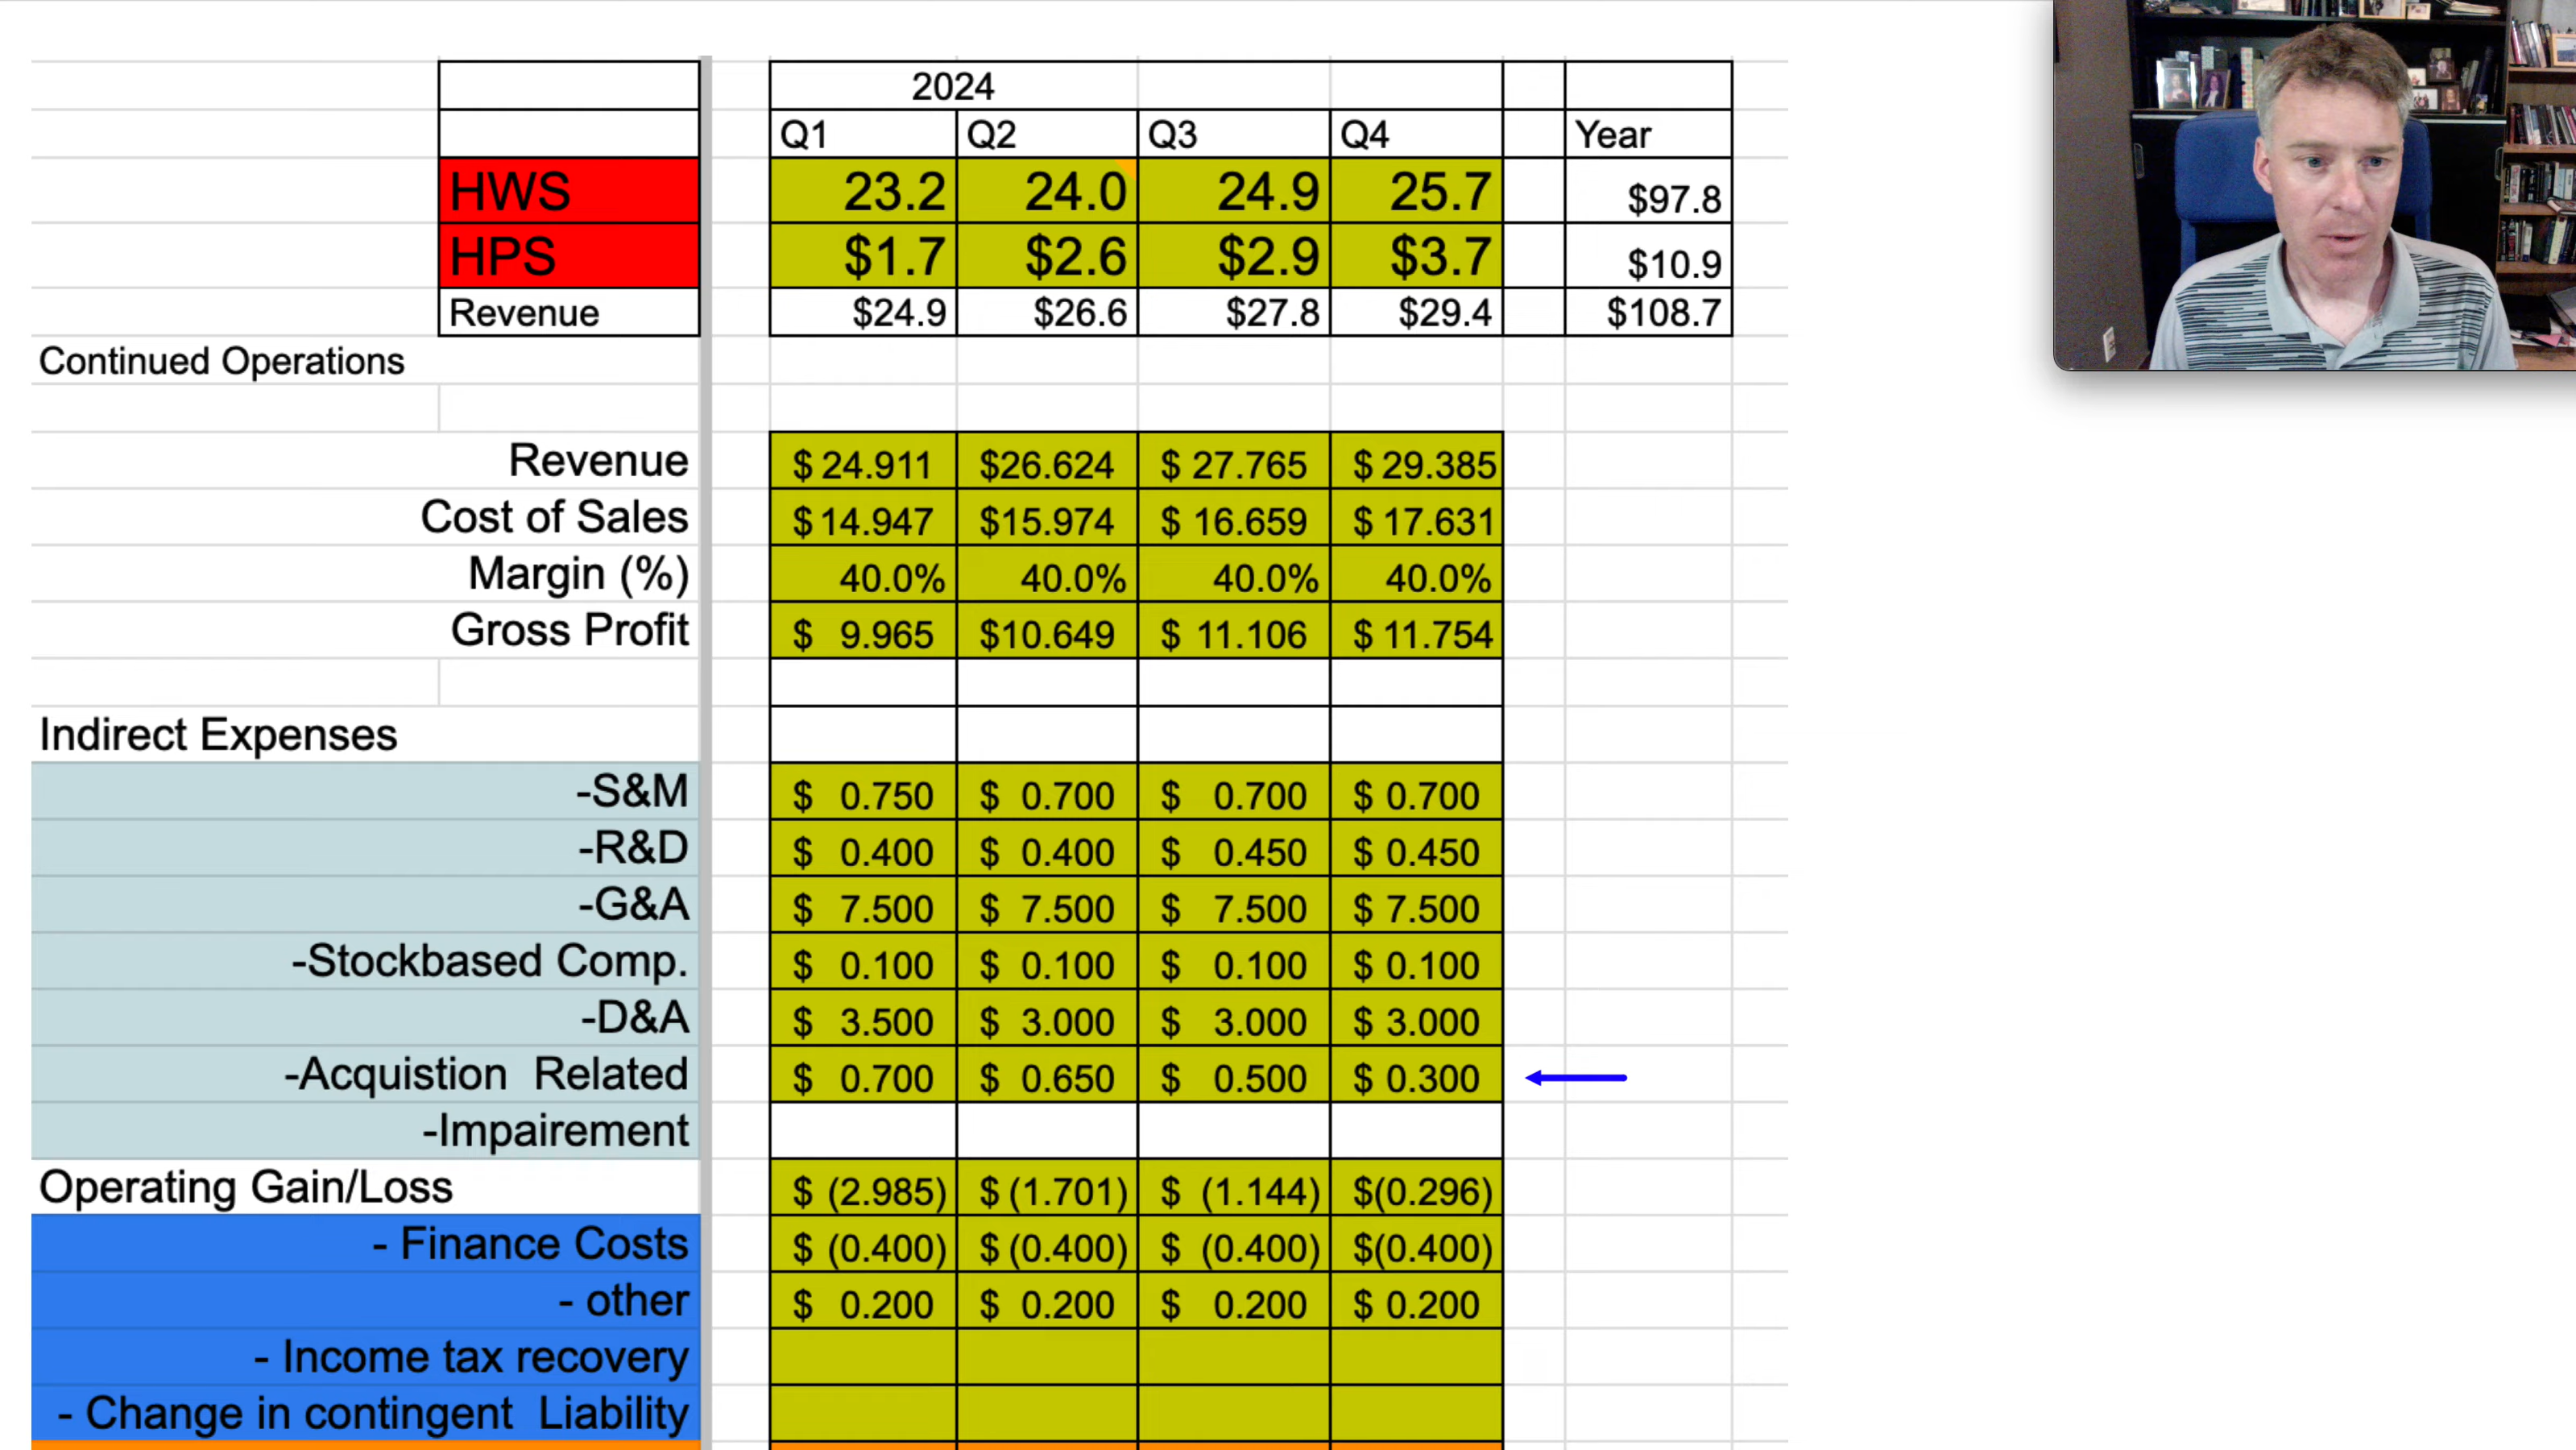 2024
Q1 Q2 Q3 Q4 Year
HWS 23.2 24.0 24.9 25.7 $97.8
HPS $1.7 $2.6 $2.9 $3.7 $10.9
Revenue $24.9 $26.6 $27.8 $29.4 $108.7
Continued Operations
Revenue $ 24.911 $26.624 $ 27.765 $ 29.385
Cost of Sales $ 14.947 $15.974 $ 16.659 $ 17.631
Margin (%) 40.0% 40.0% 40.0% 40.0%
Gross Profit $ 9.965 $10.649 $ 11.106 $ 11.754
Indirect Expenses
-S&M $ 0.750 $ 0.700 $ 0.700 $ 0.700
-R&D $ 0.400 $ 0.400 $ 0.450 $ 0.450
-G&A $ 7.500 $ 7.500 $ 7.500 $ 7.500
-Stockbased Comp. $ 0.100 $ 0.100 $ 0.100 $ 0.100
-D&A $ 3.500 $ 3.000 $ 3.000 $ 3.000
-Acquistion Related $ 0.700 $ 0.650 $ 0.500 $ 0.300
-Impairement
Operating Gain/Loss $ (2.985) $ (1.701) $ (1.144) $(0.296)
- Finance Costs $ (0.400) $ (0.400) $ (0.400) $(0.400)
- other $ 0.200 $ 0.200 $ 0.200 $ 0.200
- Income tax recovery
- Change in contingent Liability